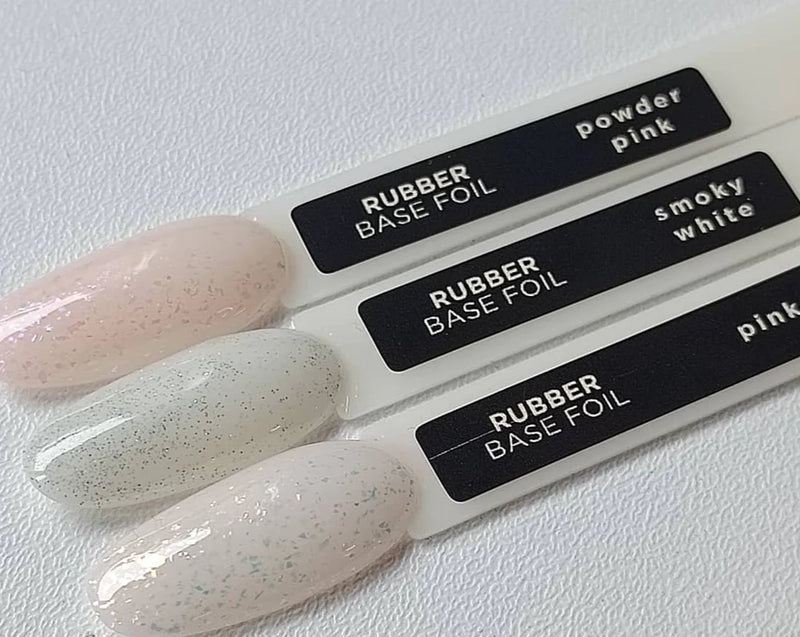 RUBBER
BASE FOIL
powder
pink
RUBBER
BASE FOIL
smoky
white
RUBBER
BASE FOIL
pink